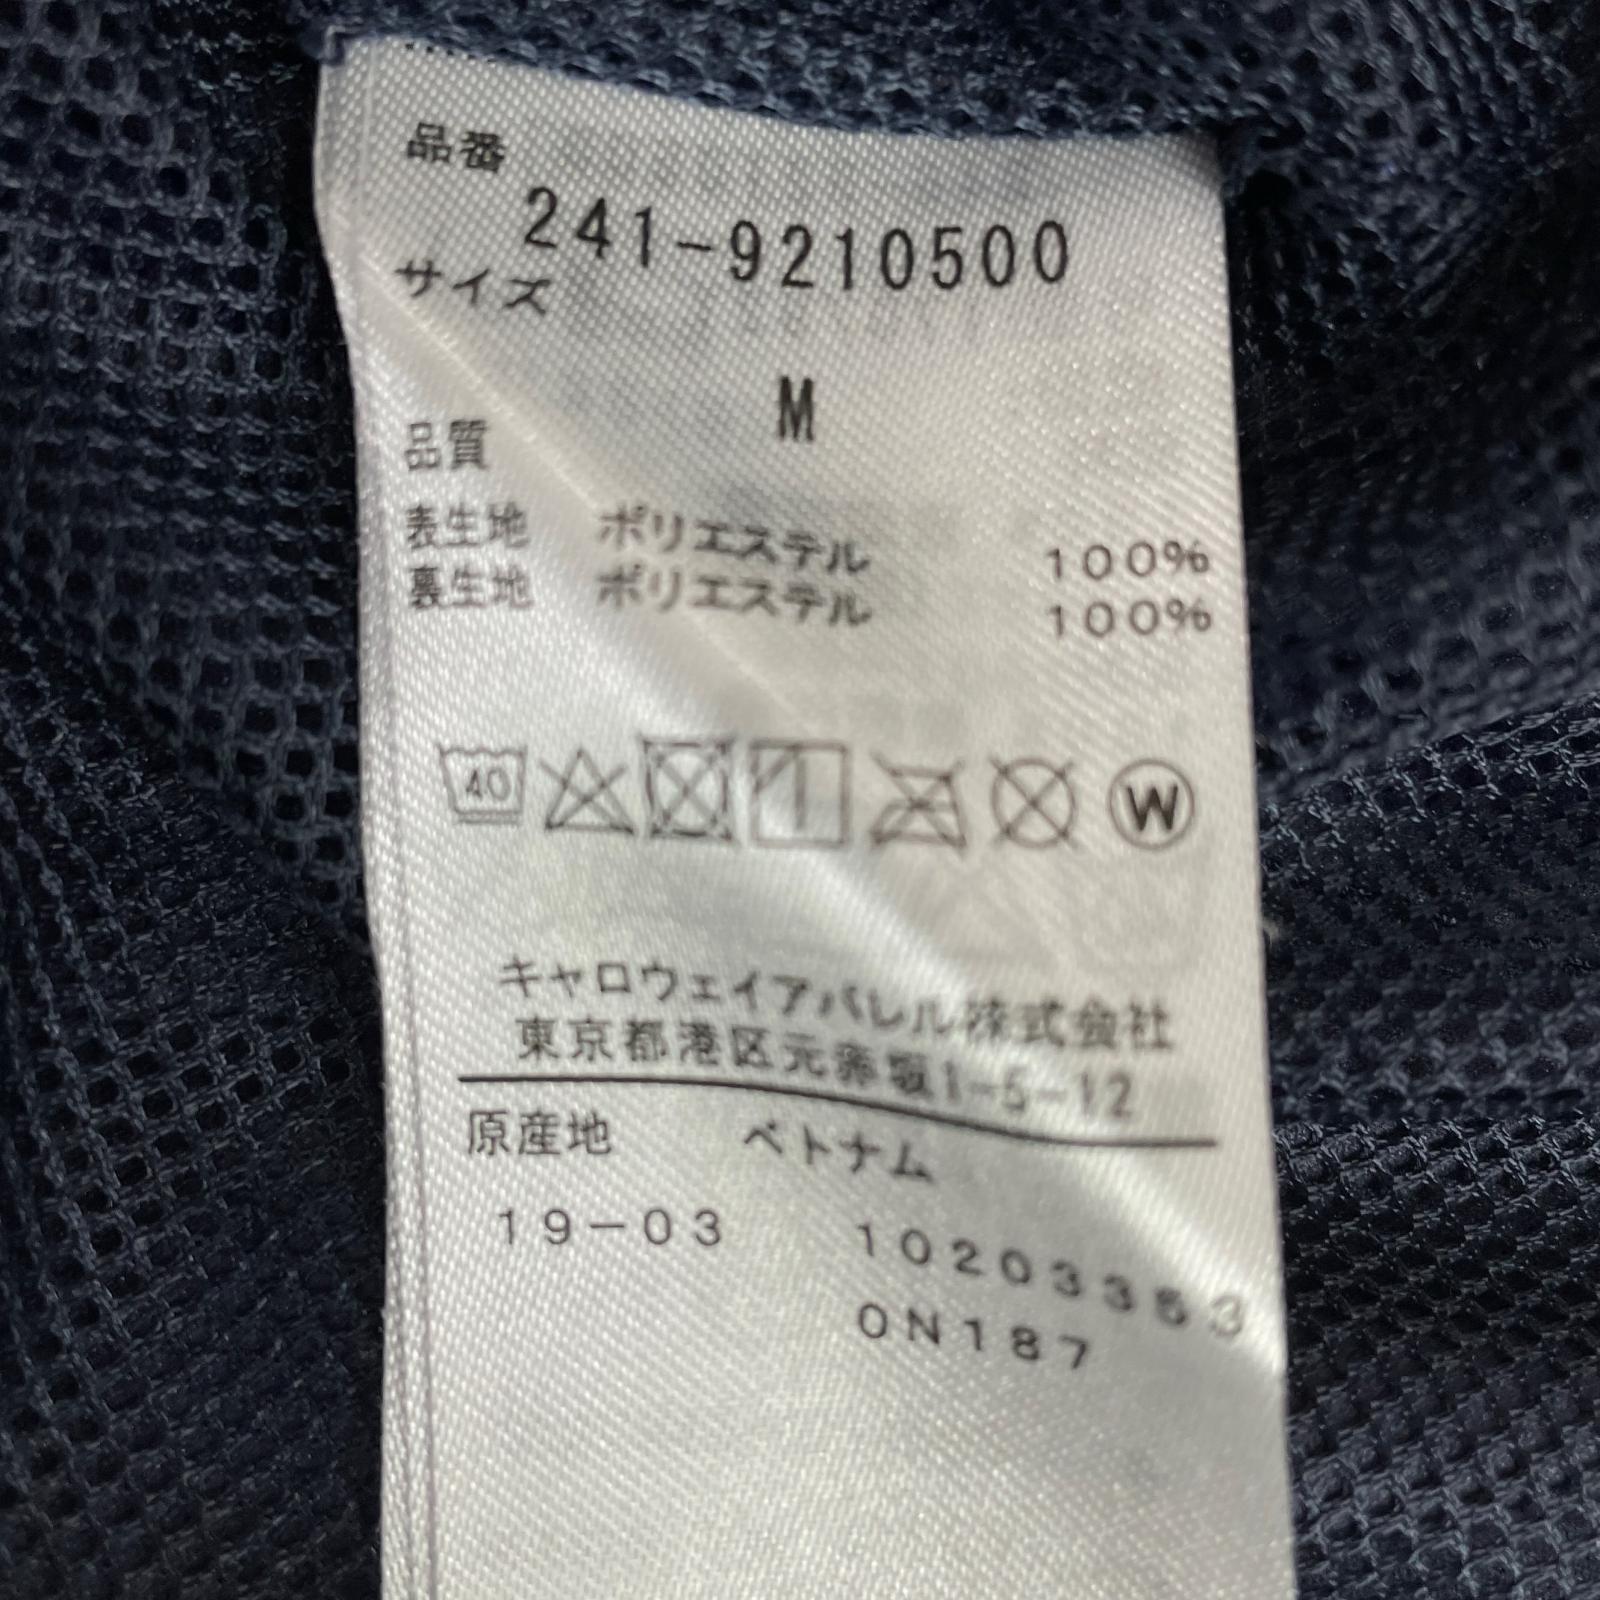 品番
241-9210500
サイズ
M
品質
表生地 ポリエステル 100%
裏生地 ポリエステル 100%
40
W
キャロウェイアパレル株式会社
東京都港区元赤坂1-5-12
原産地 ベトナム
19-03 10203353
0N187